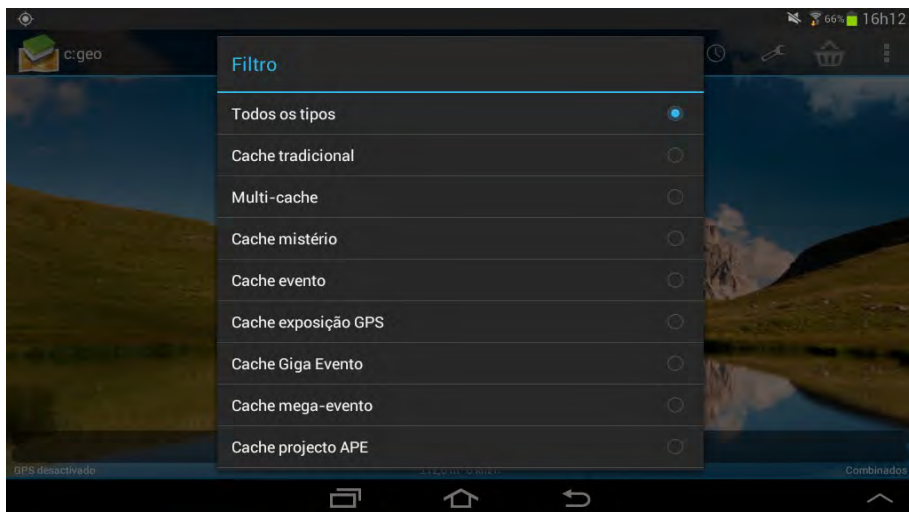 66% 16h12
c:geo
Filtro
Todos os tipos
Cache tradicional
Multi-cache
Cache mistério
Cache evento
Cache exposição GPS
Cache Giga Evento
Cache mega-evento
Cache projecto APE
GPS desactivado
Combinados